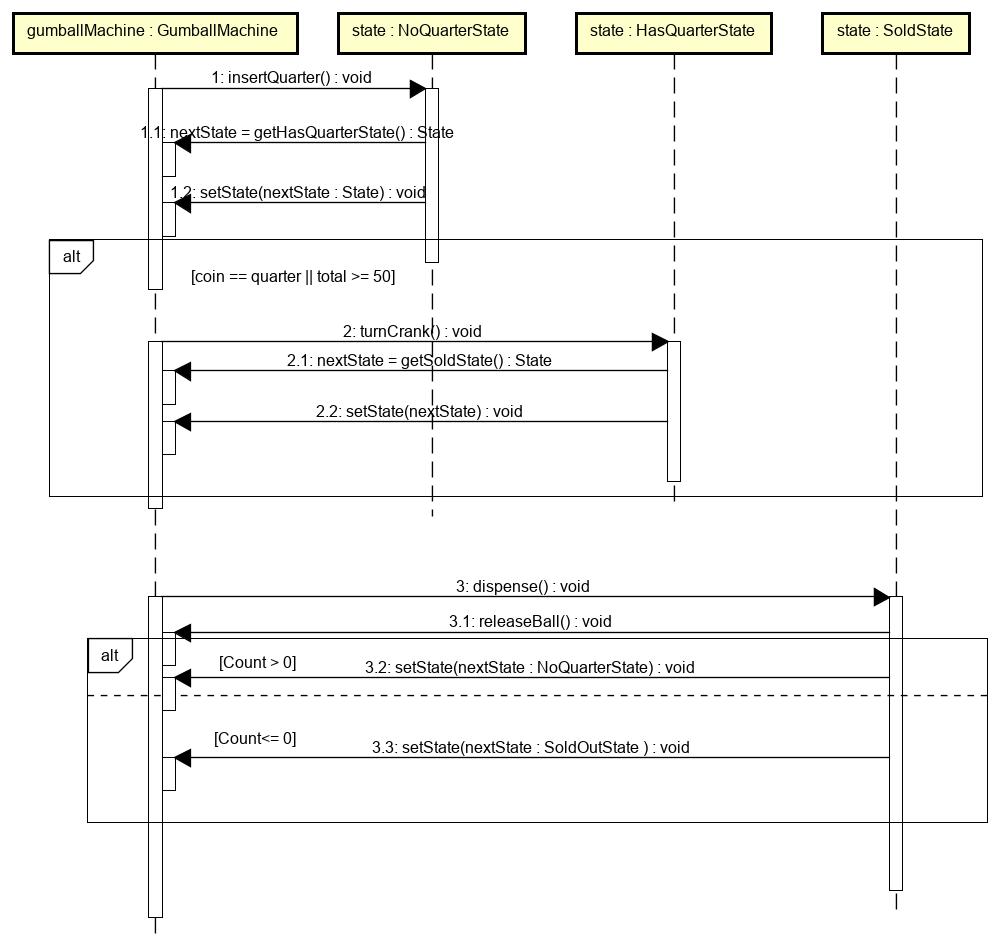 gumballMachine : GumballMachine
state : NoQuarterState
state : HasQuarterState
state : SoldState
1: insertQuarter() : void
1.1: nextState = getHasQuarterState() : State
1.2: setState(nextState : State) : void
alt
[coin == quarter || total >= 50]
2: turnCrank() : void
2.1: nextState = getSoldState() : State
2.2: setState(nextState) : void
3: dispense() : void
3.1: releaseBall() : void
alt
[Count > 0]
3.2: setState(nextState : NoQuarterState) : void
[Count<= 0]
3.3: setState(nextState : SoldOutState ) : void